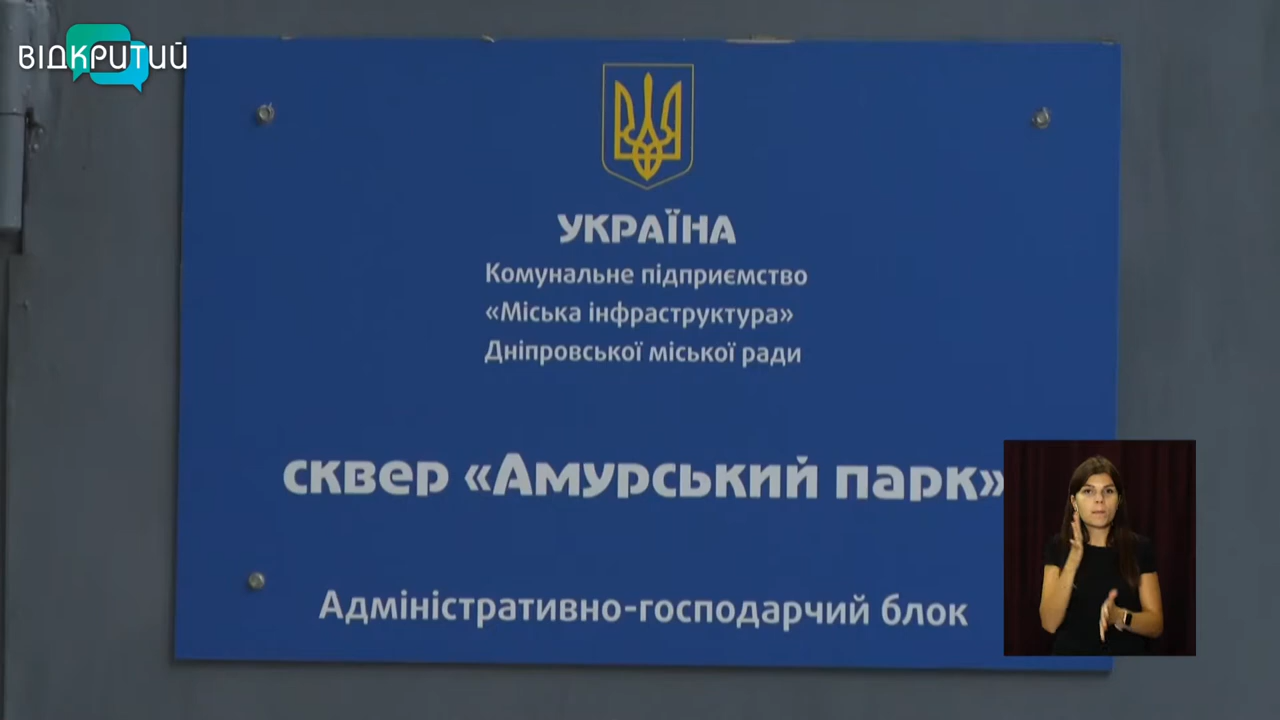 ВІДКРИТИЙ
УКРАЇНА
Комунальне підприємство
«Міська інфраструктура»
Дніпровської міської ради
сквер «Амурський парк»
Адміністративно-господарчий блок